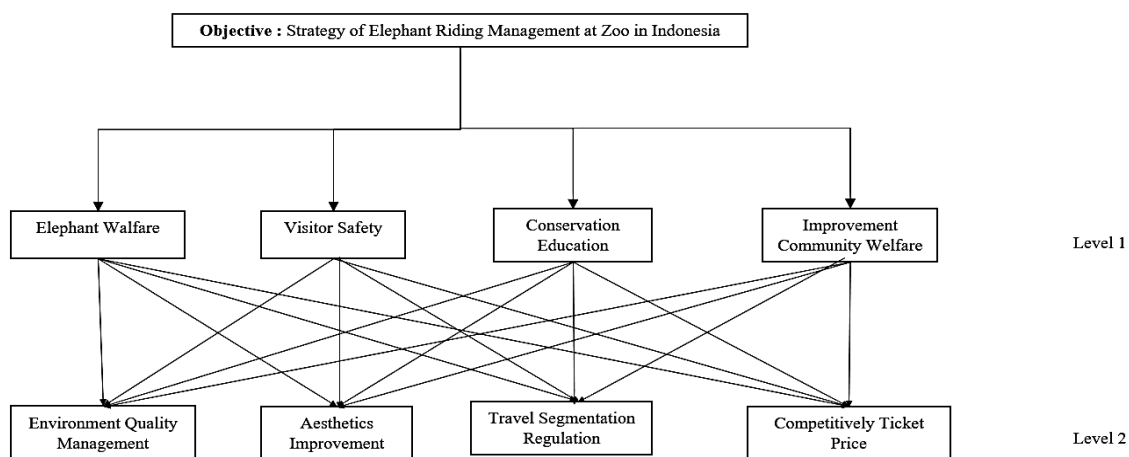 Objective : Strategy of Elephant Riding Management at Zoo in Indonesia
Elephant Walfare
Visitor Safety
Conservation
Education
Improvement
Community Welfare
Level 1
Environment Quality
Management
Aesthetics
Improvement
Travel Segmentation
Regulation
Competitively Ticket
Price
Level 2